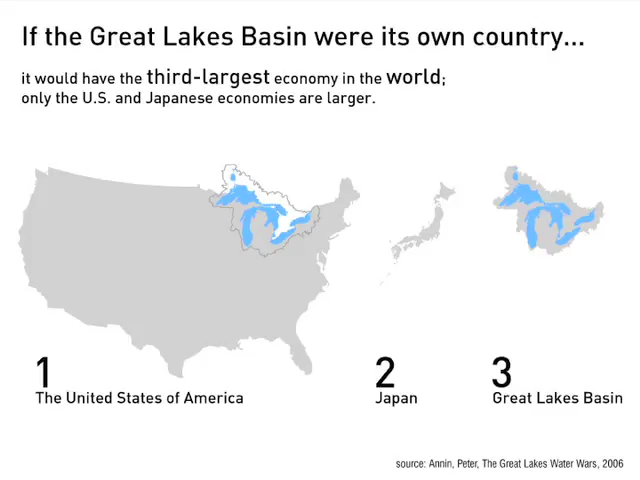 If the Great Lakes Basin were its own country...
it would have the third-largest economy in the world;
only the U.S. and Japanese economies are larger.
1
The United States of America
2
Japan
3
Great Lakes Basin
source: Annin, Peter, The Great Lakes Water Wars, 2006